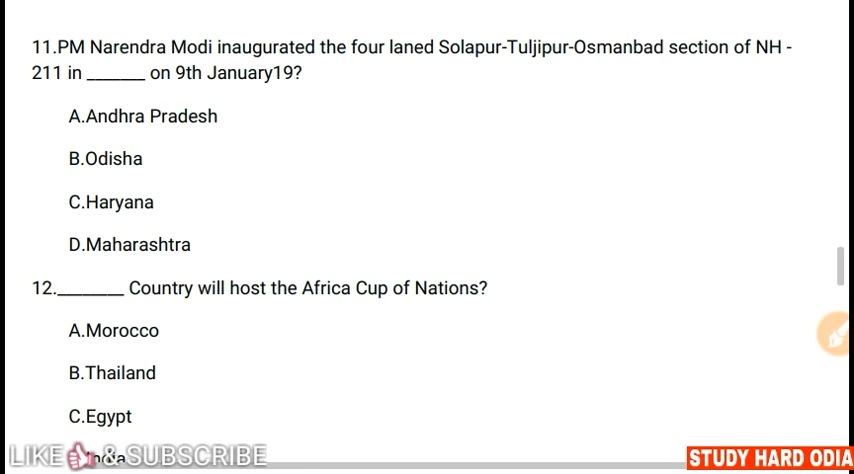 11.PM Narendra Modi inaugurated the four laned Solapur-Tuljipur-Osmanbad section of NH -
211 in _______ on 9th January19?
A.Andhra Pradesh
B.Odisha
C.Haryana
D.Maharashtra
12.________ Country will host the Africa Cup of Nations?
A.Morocco
B.Thailand
C.Egypt
LIKE & SUBSCRIBE
STUDY HARD ODIA